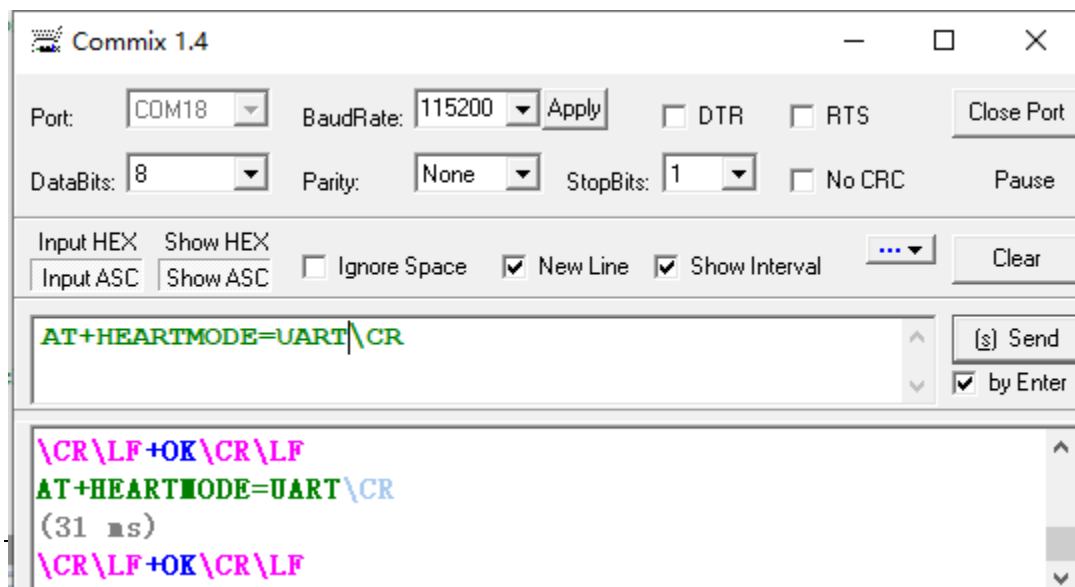 Commix 1.4
Port: COM18 BaudRate: 115200 Apply DTR RTS Close Port
DataBits: 8 Parity: None StopBits: 1 No CRC Pause
Input HEX Show HEX
Input ASC Show ASC Ignore Space New Line Show Interval ... Clear
AT+HEARTMODE=UART\CR (s) Send
by Enter
\CR\LF+OK\CR\LF
AT+HEARTMODE=UART\CR
(31 ms)
\CR\LF+OK\CR\LF